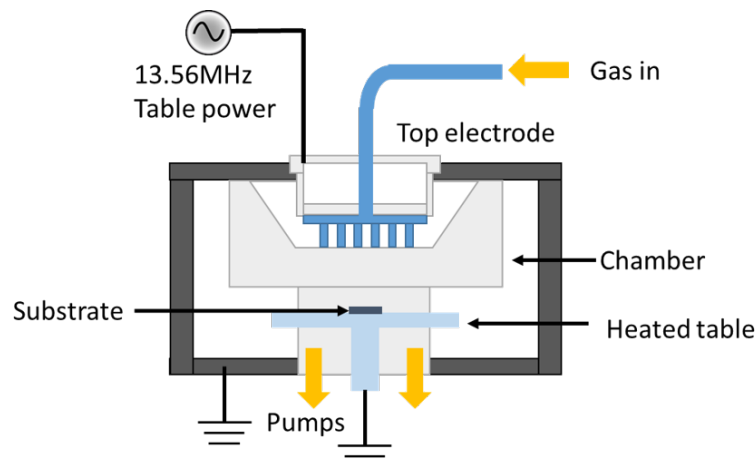 13.56MHz
Table power
Gas in
Top electrode
Chamber
Substrate
Heated table
Pumps